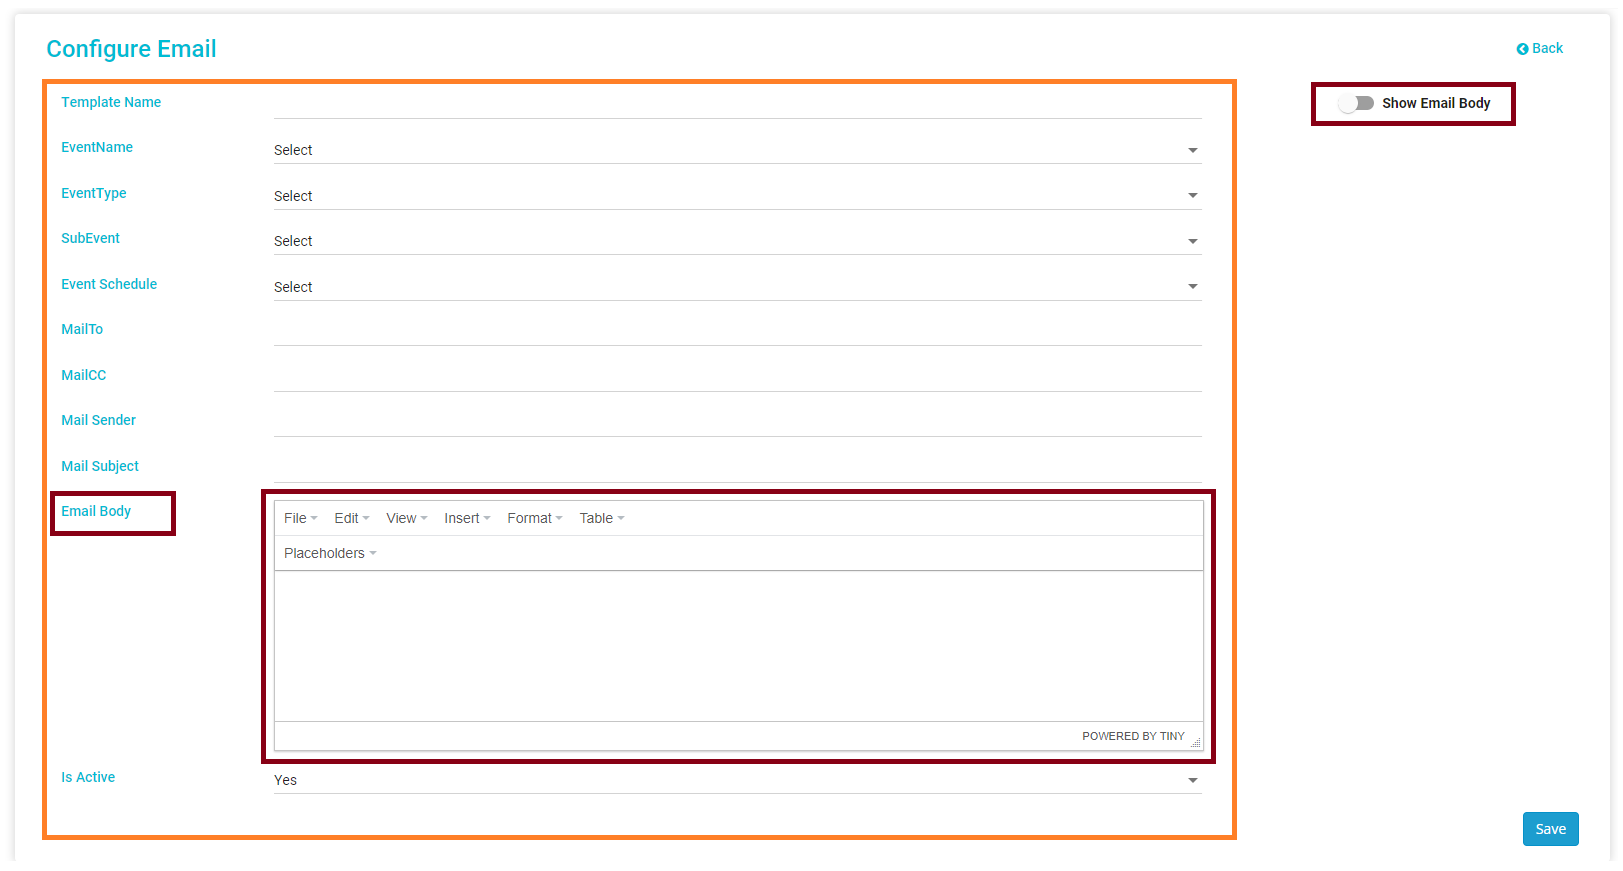 Configure Email
Back
Template Name
Show Email Body
EventName
Select
EventType
Select
SubEvent
Select
Event Schedule
Select
MailTo
MailCC
Mail Sender
Mail Subject
Email Body
File Edit View Insert Format Table
Placeholders
POWERED BY TINY
Is Active
Yes
Save